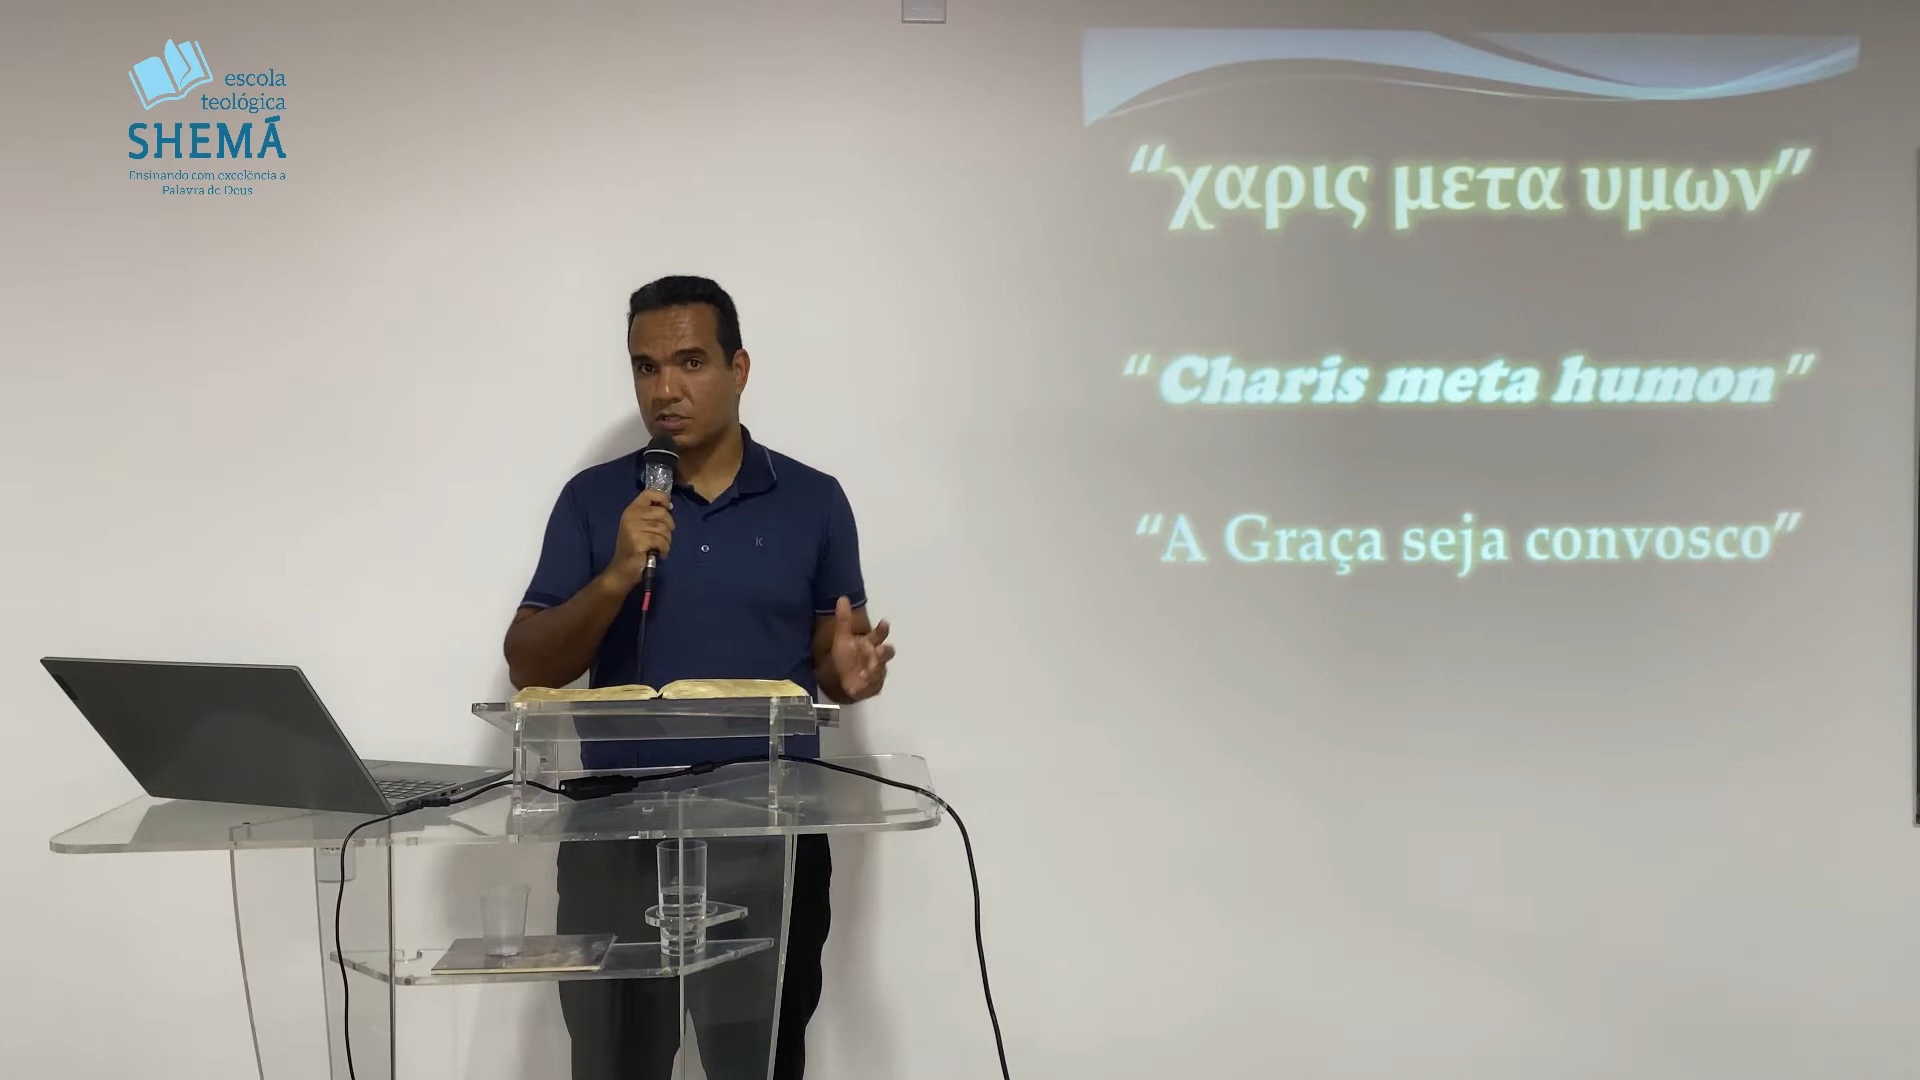 escola
teológica
SHEMÁ
Ensinando com excelência a
Palavra de Deus
“χαρις μετα υμων”
“Charis meta humon”
“A Graça seja convosco”
K